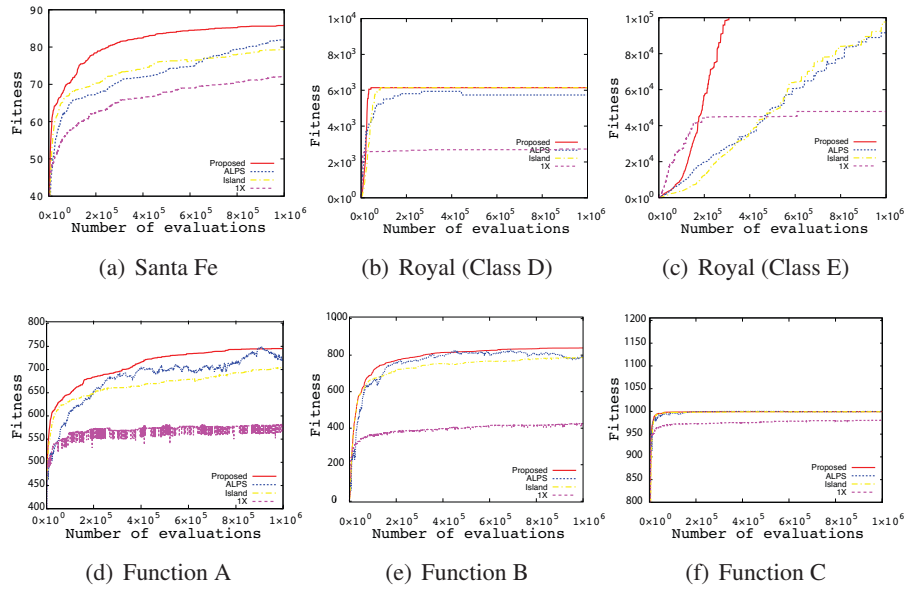 90
80
70
60
50
40
Fitness
Proposed
ALPS
Island
1X
0×10^0 2×10^5 4×10^5 6×10^5 8×10^5 1×10^6
Number of evaluations
(a) Santa Fe
1×10^4
8×10^3
6×10^3
4×10^3
2×10^3
0×10^0
Fitness
Proposed
ALPS
Island
1X
0×10^0 2×10^5 4×10^5 6×10^5 8×10^5 1×10^6
Number of evaluations
(b) Royal (Class D)
1×10^5
8×10^4
6×10^4
4×10^4
2×10^4
0×10^0
Fitness
Proposed
ALPS
Island
1X
0×10^0 2×10^5 4×10^5 6×10^5 8×10^5 1×10^6
Number of evaluations
(c) Royal (Class E)
800
750
700
650
600
550
500
450
400
Fitness
Proposed
ALPS
Island
1X
0×10^0 2×10^5 4×10^5 6×10^5 8×10^5 1×10^6
Number of evaluations
(d) Function A
1000
800
600
400
200
0
Fitness
Proposed
ALPS
Island
1X
0×10^0 2×10^5 4×10^5 6×10^5 8×10^5 1×10^6
Number of evaluations
(e) Function B
1200
1150
1100
1050
1000
950
900
850
800
Fitness
Proposed
ALPS
Island
1X
0×10^0 2×10^5 4×10^5 6×10^5 8×10^5 1×10^6
Number of evaluations
(f) Function C